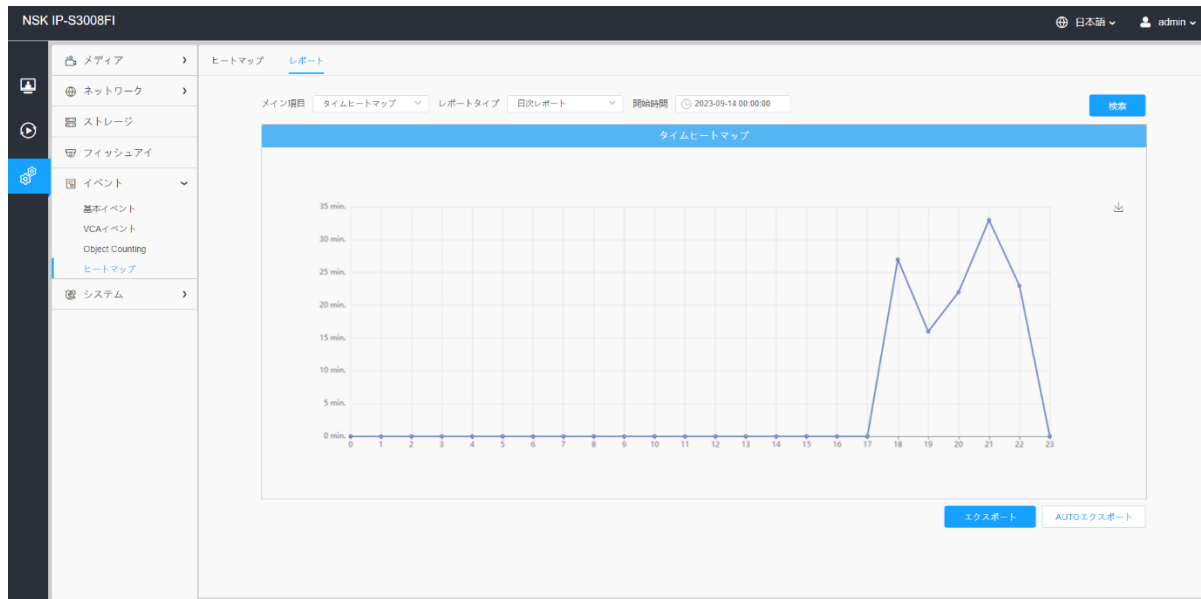 NSK IP-S3008FI
日本語
admin
メディア
ネットワーク
ストレージ
フィッシュアイ
イベント
基本イベント
VCAイベント
Object Counting
ヒートマップ
システム
ヒートマップ レポート
メイン項目 タイムヒートマップ レポートタイプ 日次レポート 開始時間 2023-09-14 00:00:00 検索
タイムヒートマップ
35 min.
30 min.
25 min.
20 min.
15 min.
10 min.
5 min.
0 min.
0 1 2 3 4 5 6 7 8 9 10 11 12 13 14 15 16 17 18 19 20 21 22 23
エクスポート AUTOエクスポート